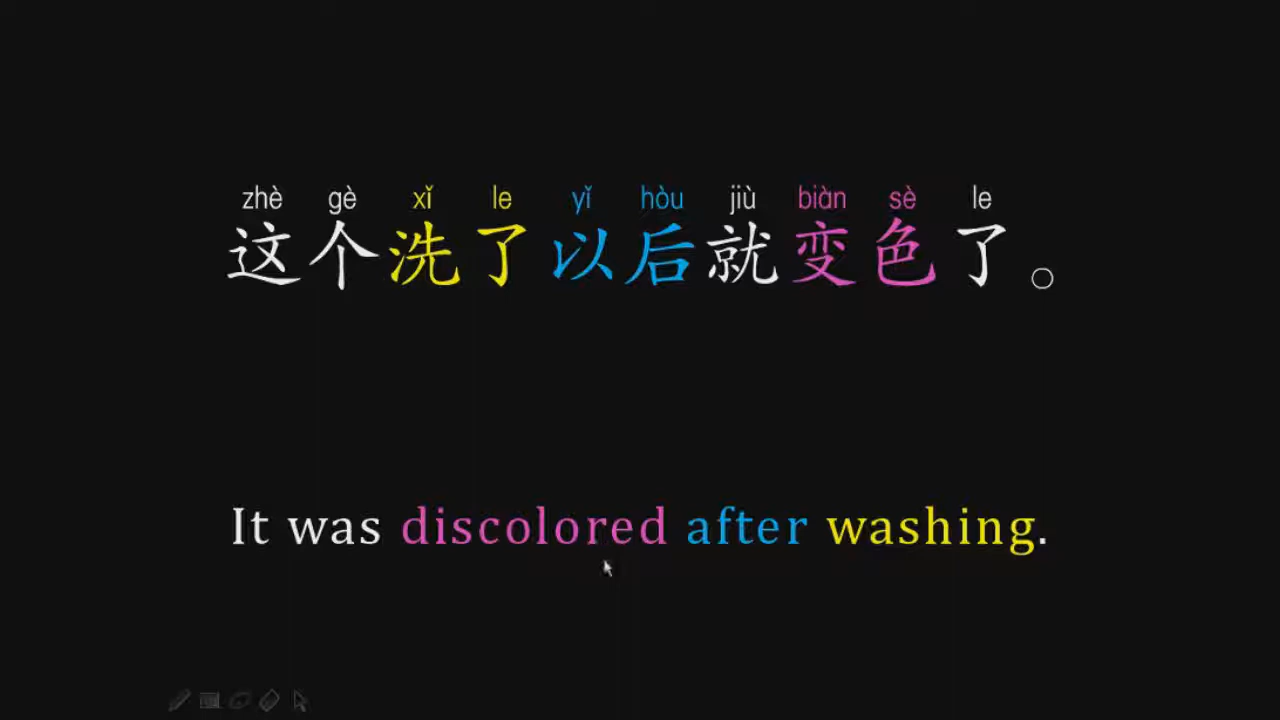 zhè gè xǐ le yǐ hòu jiù biàn sè le
这个洗了以后就变色了。
It was discolored after washing.